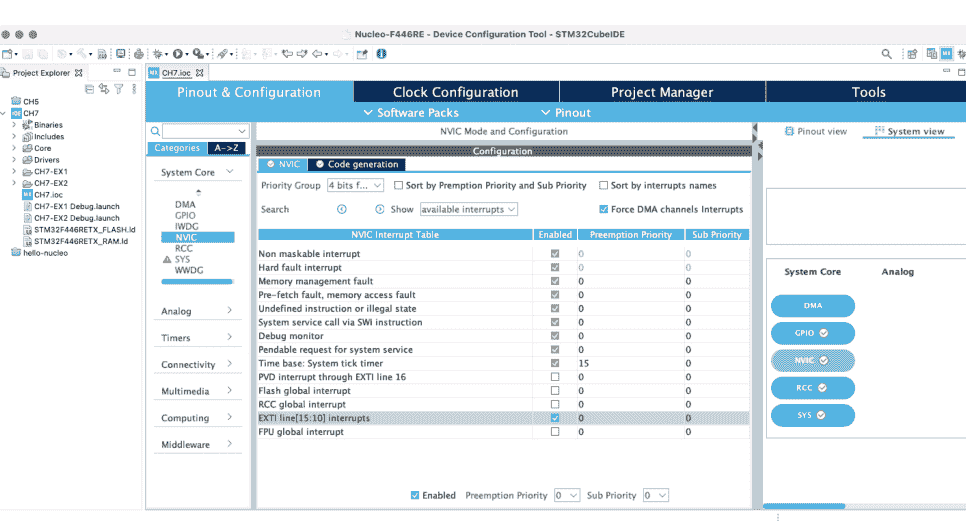 Nucleo-F446RE - Device Configuration Tool - STM32CubeIDE
Project Explorer
CH7.ioc
CH5
CH7
Binaries
Includes
Core
Drivers
CH7-EX1
CH7-EX2
CH7.ioc
CH7-EX1 Debug.launch
CH7-EX2 Debug.launch
STM32F446RETX_FLASH.ld
STM32F446RETX_RAM.ld
hello-nucleo
Pinout & Configuration
Clock Configuration
Project Manager
Tools
Software Packs
Pinout
Categories
A->Z
System Core
DMA
GPIO
IWDG
NVIC
RCC
SYS
WWDG
Analog
Timers
Connectivity
Multimedia
Computing
Middleware
NVIC Mode and Configuration
Configuration
NVIC
Code generation
Priority Group 4 bits f... Sort by Premption Priority and Sub Priority Sort by interrupts names
Search Show available interrupts Force DMA channels Interrupts
NVIC Interrupt Table Enabled Preemption Priority Sub Priority
Non maskable interrupt 0 0
Hard fault interrupt 0 0
Memory management fault 0 0
Pre-fetch fault, memory access fault 0 0
Undefined instruction or illegal state 0 0
System service call via SWI instruction 0 0
Debug monitor 0 0
Pendable request for system service 0 0
Time base: System tick timer 15 0
PVD interrupt through EXTI line 16 0 0
Flash global interrupt 0 0
RCC global interrupt 0 0
EXTI line[15:10] interrupts 0 0
FPU global interrupt 0 0
Enabled Preemption Priority 0 Sub Priority 0
Pinout view
System view
System Core
Analog
DMA
GPIO
NVIC
RCC
SYS